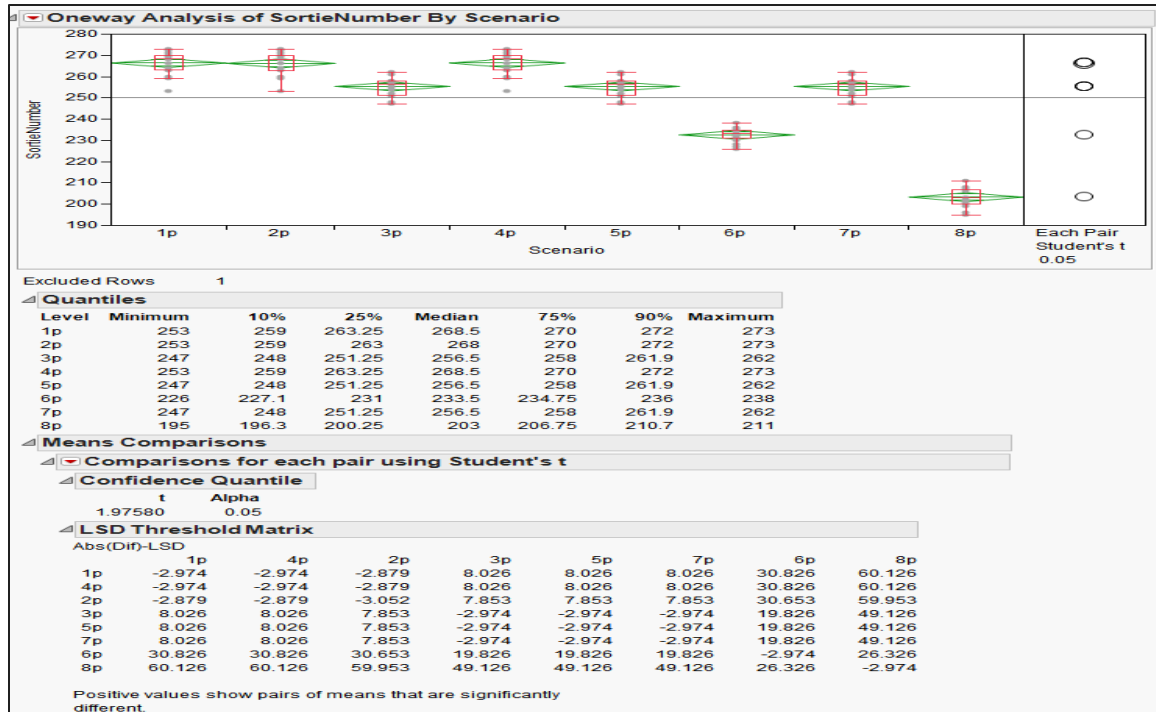 Oneway Analysis of SortieNumber By Scenario
280
270
260
250
240
230
220
210
200
190
SortieNumber
1p 2p 3p 4p 5p 6p 7p 8p
Scenario
Each Pair
Student's t
0.05
Excluded Rows 1
Quantiles
Level Minimum 10% 25% Median 75% 90% Maximum
1p 253 259 263.25 268.5 270 272 273
2p 253 259 263 268 270 272 273
3p 247 248 251.25 256.5 258 261.9 262
4p 253 259 263.25 268.5 270 272 273
5p 247 248 251.25 256.5 258 261.9 262
6p 226 227.1 231 233.5 234.75 236 238
7p 247 248 251.25 256.5 258 261.9 262
8p 195 196.3 200.25 203 206.75 210.7 211
Means Comparisons
Comparisons for each pair using Student's t
Confidence Quantile
t Alpha
1.97580 0.05
LSD Threshold Matrix
Abs(Dif)-LSD
1p 4p 2p 3p 5p 7p 6p 8p
1p -2.974 -2.974 -2.879 8.026 8.026 8.026 30.826 60.126
4p -2.974 -2.974 -2.879 8.026 8.026 8.026 30.826 60.126
2p -2.879 -2.879 -3.052 7.853 7.853 7.853 30.653 59.953
3p 8.026 8.026 7.853 -2.974 -2.974 -2.974 19.826 49.126
5p 8.026 8.026 7.853 -2.974 -2.974 -2.974 19.826 49.126
7p 8.026 8.026 7.853 -2.974 -2.974 -2.974 19.826 49.126
6p 30.826 30.826 30.653 19.826 19.826 19.826 -2.974 26.326
8p 60.126 60.126 59.953 49.126 49.126 49.126 26.326 -2.974
Positive values show pairs of means that are significantly
different.